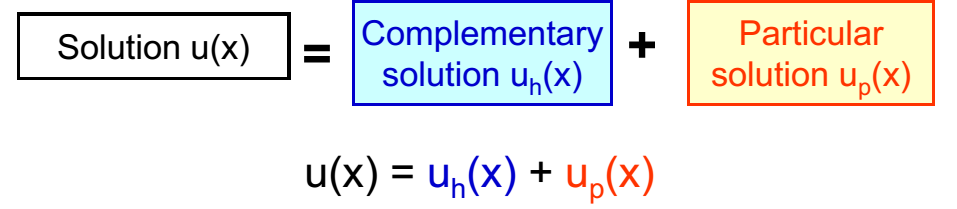 Solution u(x) = Complementary solution uₕ(x) + Particular solution uₚ(x)
u(x) = uₕ(x) + uₚ(x)